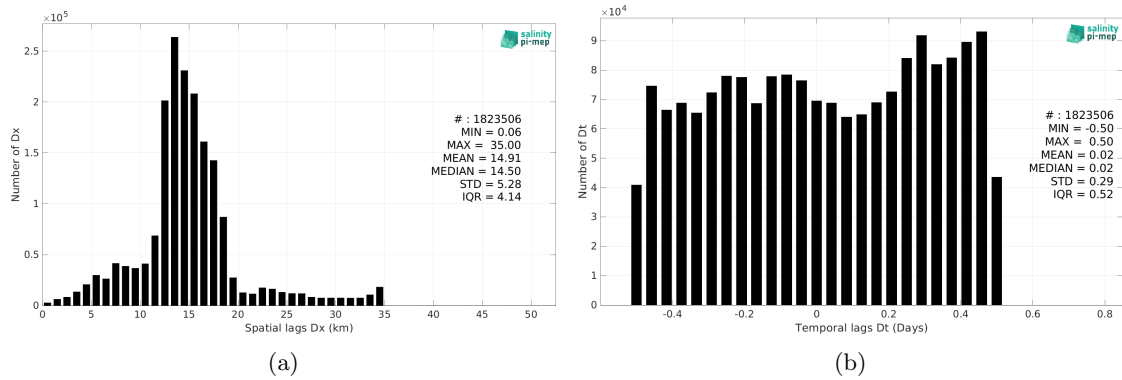 ×10^5
2.5
2
1.5
1
0.5
0
0 5 10 15 20 25 30 35 40 45 50
Number of Dx
Spatial lags Dx (km)
salinity
pi-mep
# : 1823506
MIN = 0.06
MAX = 35.00
MEAN = 14.91
MEDIAN = 14.50
STD = 5.28
IQR = 4.14
(a)
×10^4
9
8
7
6
5
4
3
2
1
0
-0.4 -0.2 0 0.2 0.4 0.6 0.8
Number of Dt
Temporal lags Dt (Days)
salinity
pi-mep
# : 1823506
MIN = -0.50
MAX = 0.50
MEAN = 0.02
MEDIAN = 0.02
STD = 0.29
IQR = 0.52
(b)